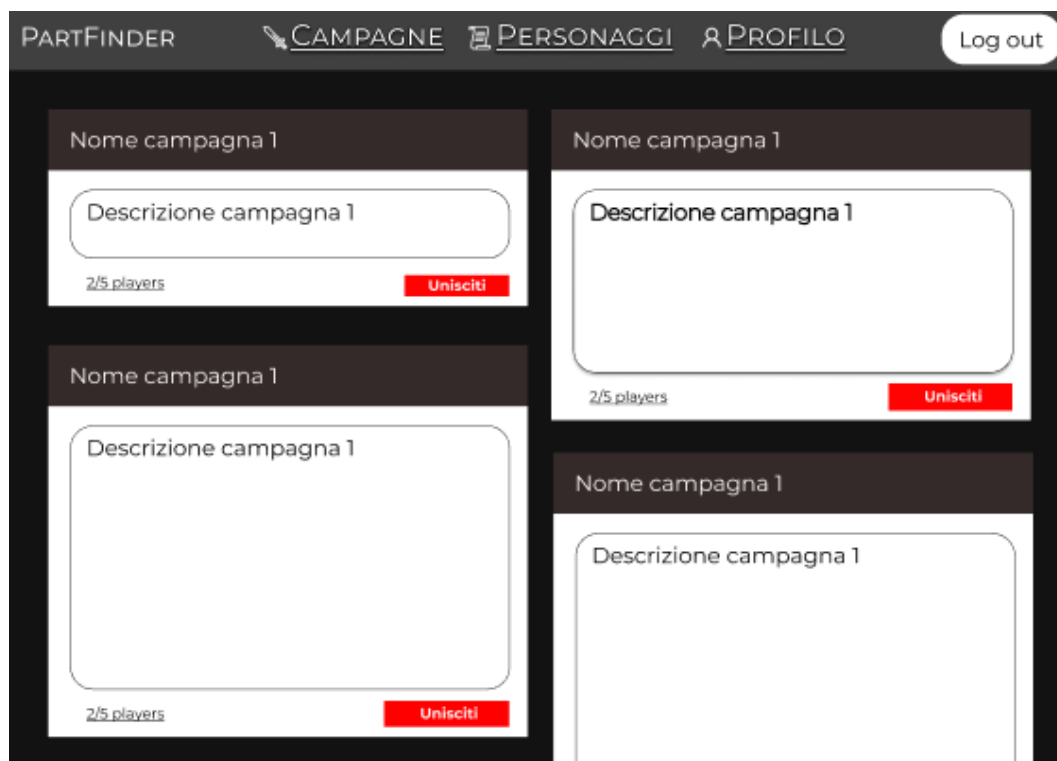 PARTFINDER CAMPAGNE PERSONAGGI PROFILO Log out
Nome campagna 1
Descrizione campagna 1
2/5 players Unisciti
Nome campagna 1
Descrizione campagna 1
2/5 players Unisciti
Nome campagna 1
Descrizione campagna 1
2/5 players Unisciti
Nome campagna 1
Descrizione campagna 1